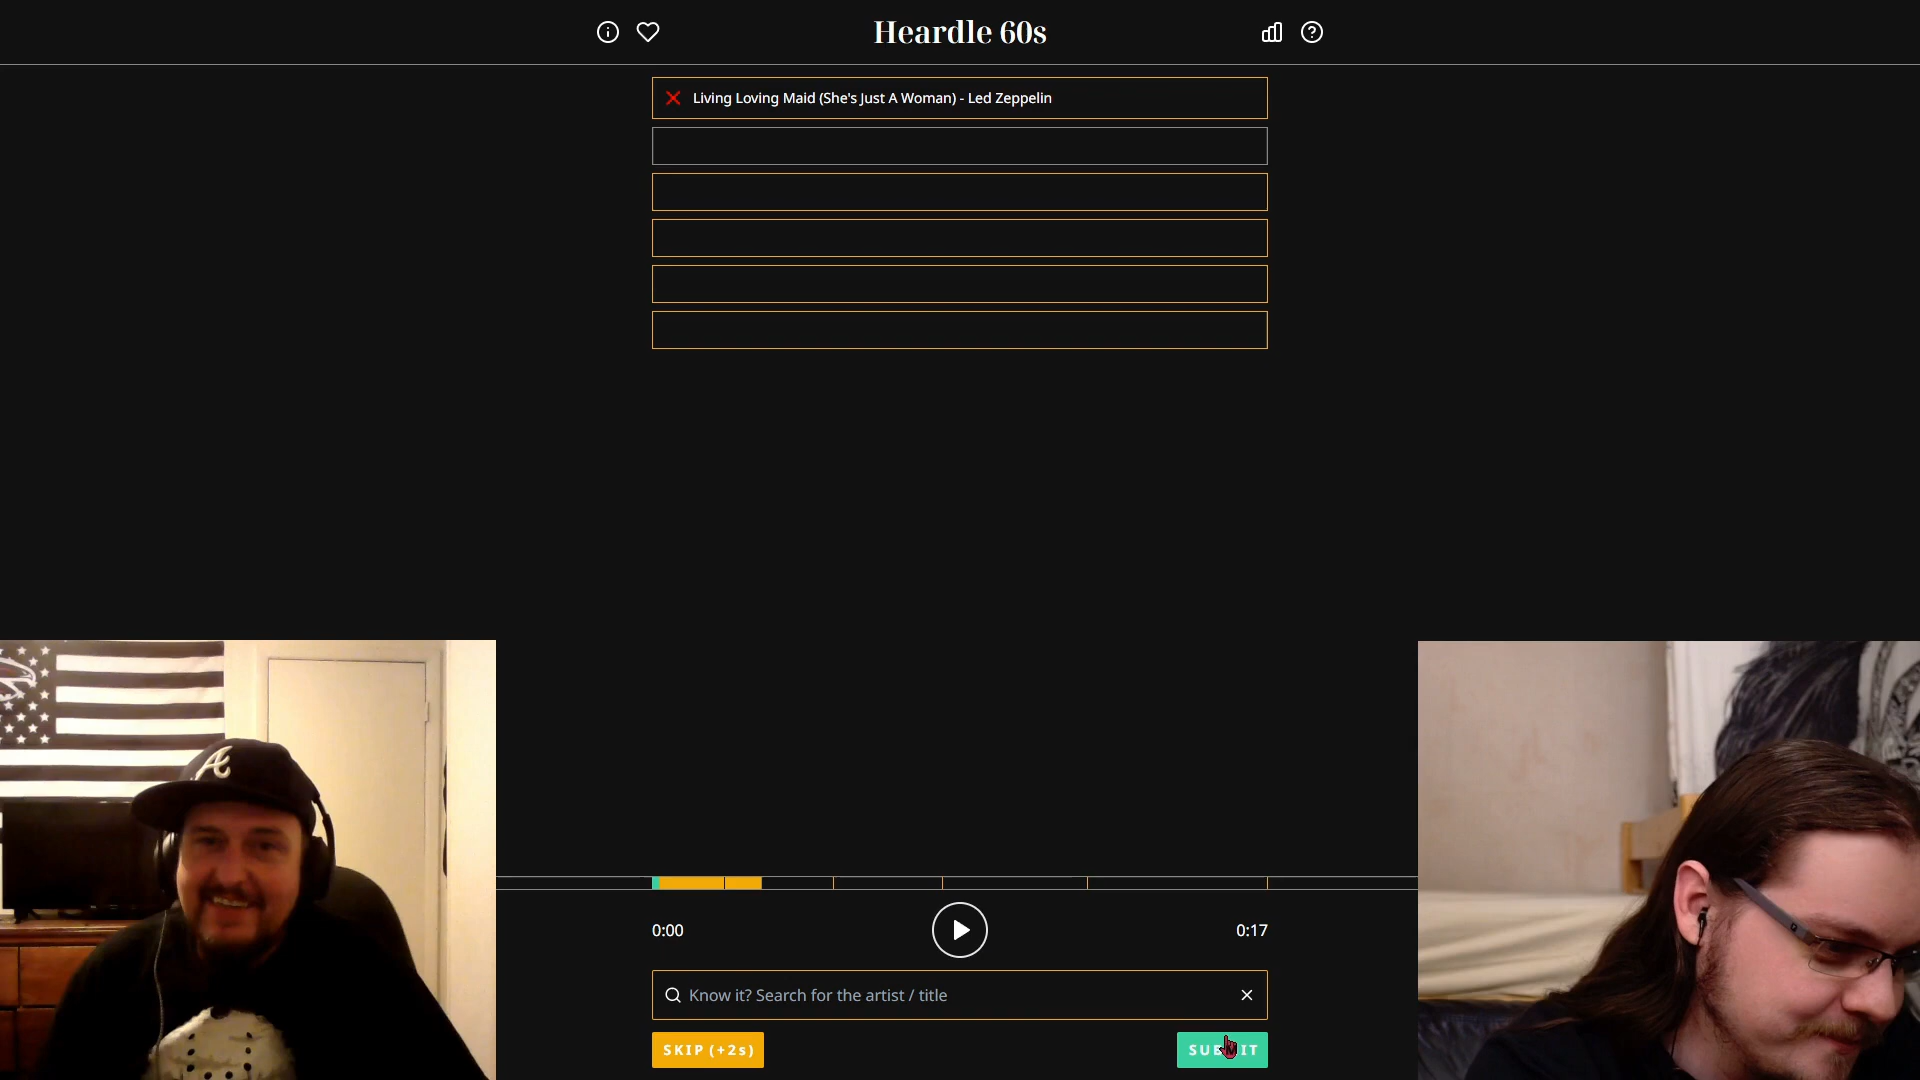 Heardle 60s
Living Loving Maid (She's Just A Woman) - Led Zeppelin
0:00
0:17
Know it? Search for the artist / title
SKIP (+2s)
SUBMIT